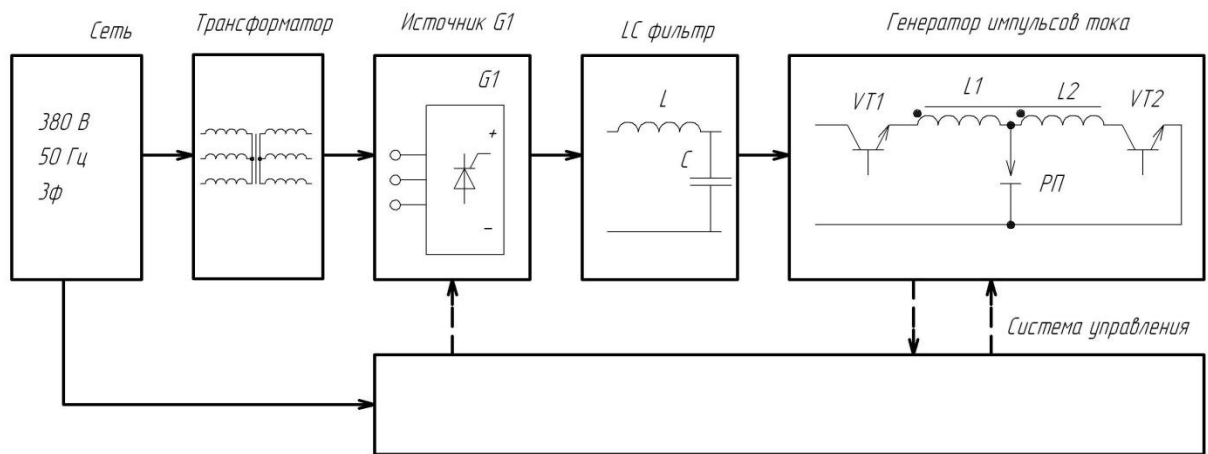 Сеть
Трансформатор
Источник G1
LC фильтр
Генератор импульсов тока
380 В
50 Гц
3ф
G1
+
−
L
C
VT1
L1
L2
VT2
РП
Система управления